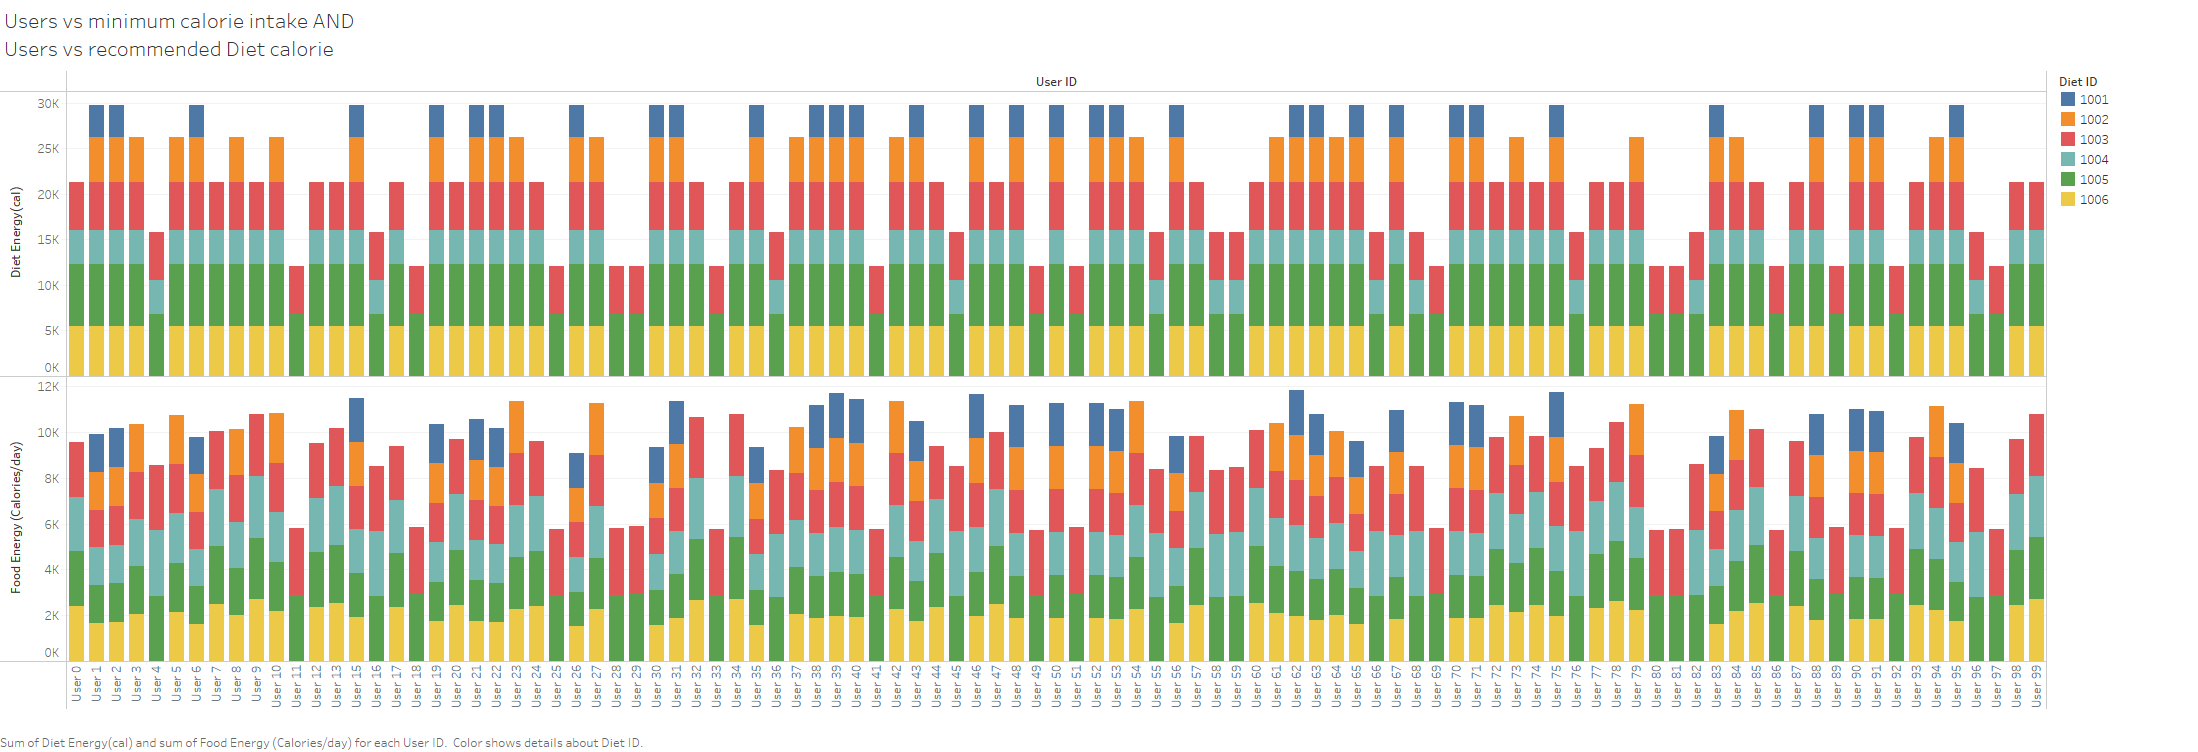 Users vs minimum calorie intake AND
Users vs recommended Diet calorie
User ID
Diet ID
1001
1002
1003
1004
1005
1006
Diet Energy(cal)
30K
25K
20K
15K
10K
5K
0K
Food Energy (Calories/day)
12K
10K
8K
6K
4K
2K
0K
User 0
User 1
User 2
User 3
User 4
User 5
User 6
User 7
User 8
User 9
User 10
User 11
User 12
User 13
User 15
User 16
User 17
User 18
User 19
User 20
User 21
User 22
User 23
User 24
User 25
User 26
User 27
User 28
User 29
User 30
User 31
User 32
User 33
User 34
User 35
User 36
User 37
User 38
User 39
User 40
User 41
User 42
User 43
User 44
User 45
User 46
User 47
User 48
User 49
User 50
User 51
User 52
User 53
User 54
User 55
User 56
User 57
User 58
User 59
User 60
User 61
User 62
User 63
User 64
User 65
User 66
User 67
User 68
User 69
User 70
User 71
User 72
User 73
User 74
User 75
User 76
User 77
User 78
User 79
User 80
User 81
User 82
User 83
User 84
User 85
User 86
User 87
User 88
User 89
User 90
User 91
User 92
User 93
User 94
User 95
User 96
User 97
User 98
User 99
Sum of Diet Energy(cal) and sum of Food Energy (Calories/day) for each User ID. Color shows details about Diet ID.